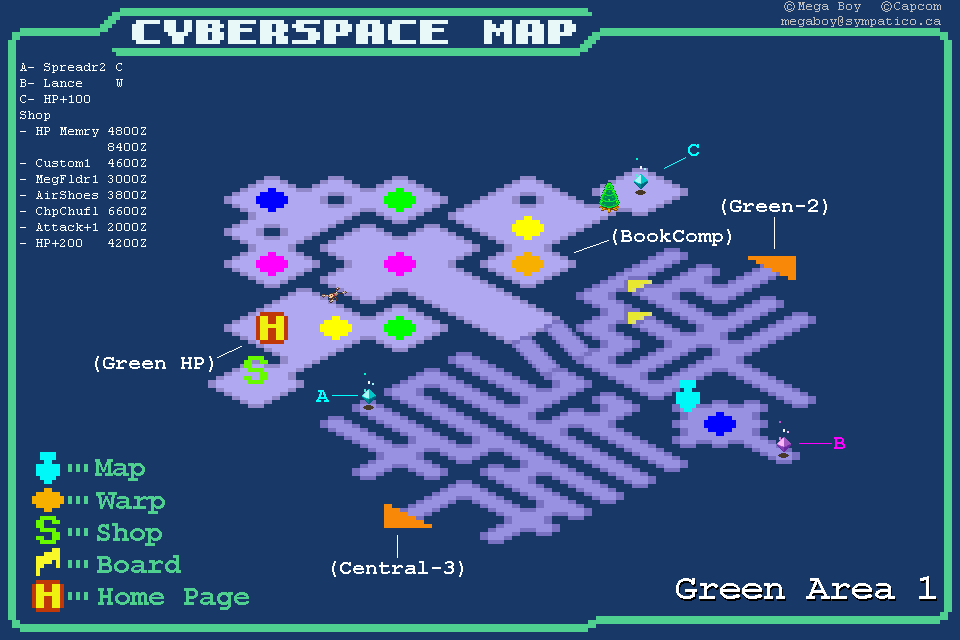 ©Mega Boy ©Capcom
megaboy@sympatico.ca
CYBERSPACE MAP
A- Spreadr2 C
B- Lance W
C- HP+100
Shop
- HP Memry 4800Z
8400Z
- Custom1 4600Z
- MegFldr1 3000Z
- AirShoes 3800Z
- ChpChufl 6600Z
- Attack+1 2000Z
- HP+200 4200Z
C
(Green-2)
(BookComp)
H
(Green HP)
S
A
B
(Central-3)
"'Map
"'Warp
S"'Shop
"'Board
H"'Home Page
Green Area 1